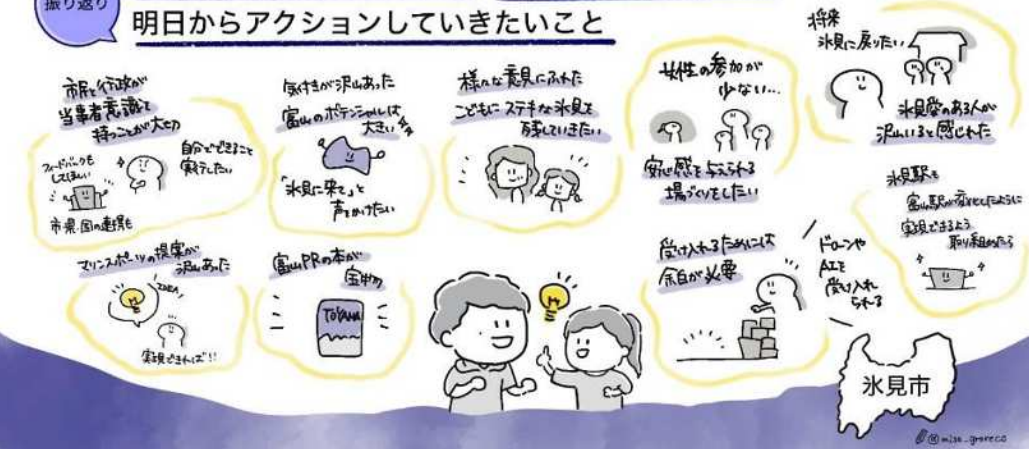 振り返り
明日からアクションしていきたいこと
市民と行政が
当事者意識を
持つことが大切
フィードバックも
してほしい
自分でできること
実行したい
市・県・国の連携も
気付きが沢山あった
富山のポテンシャルは
大きい
「氷見に来て」と
声をかけたい
様々な意見にふれた
こどもにステキな氷見を
残していきたい
女性の参加が
少ない…
安心感を与えられる
場づくりをしたい
将来
氷見に戻りたい
氷見愛のある人が
沢山いると感じれた
氷見駅も
富山駅が変化したように
実現できるよう
取り組めたら
マリンスポーツの提案が
沢山あった
IDEA
実現できれば!!
富山PRの本が
宝物
TOYAMA
受け入れるためには
余白が必要
ドローンや
AIを
受け入れ
られる
氷見市